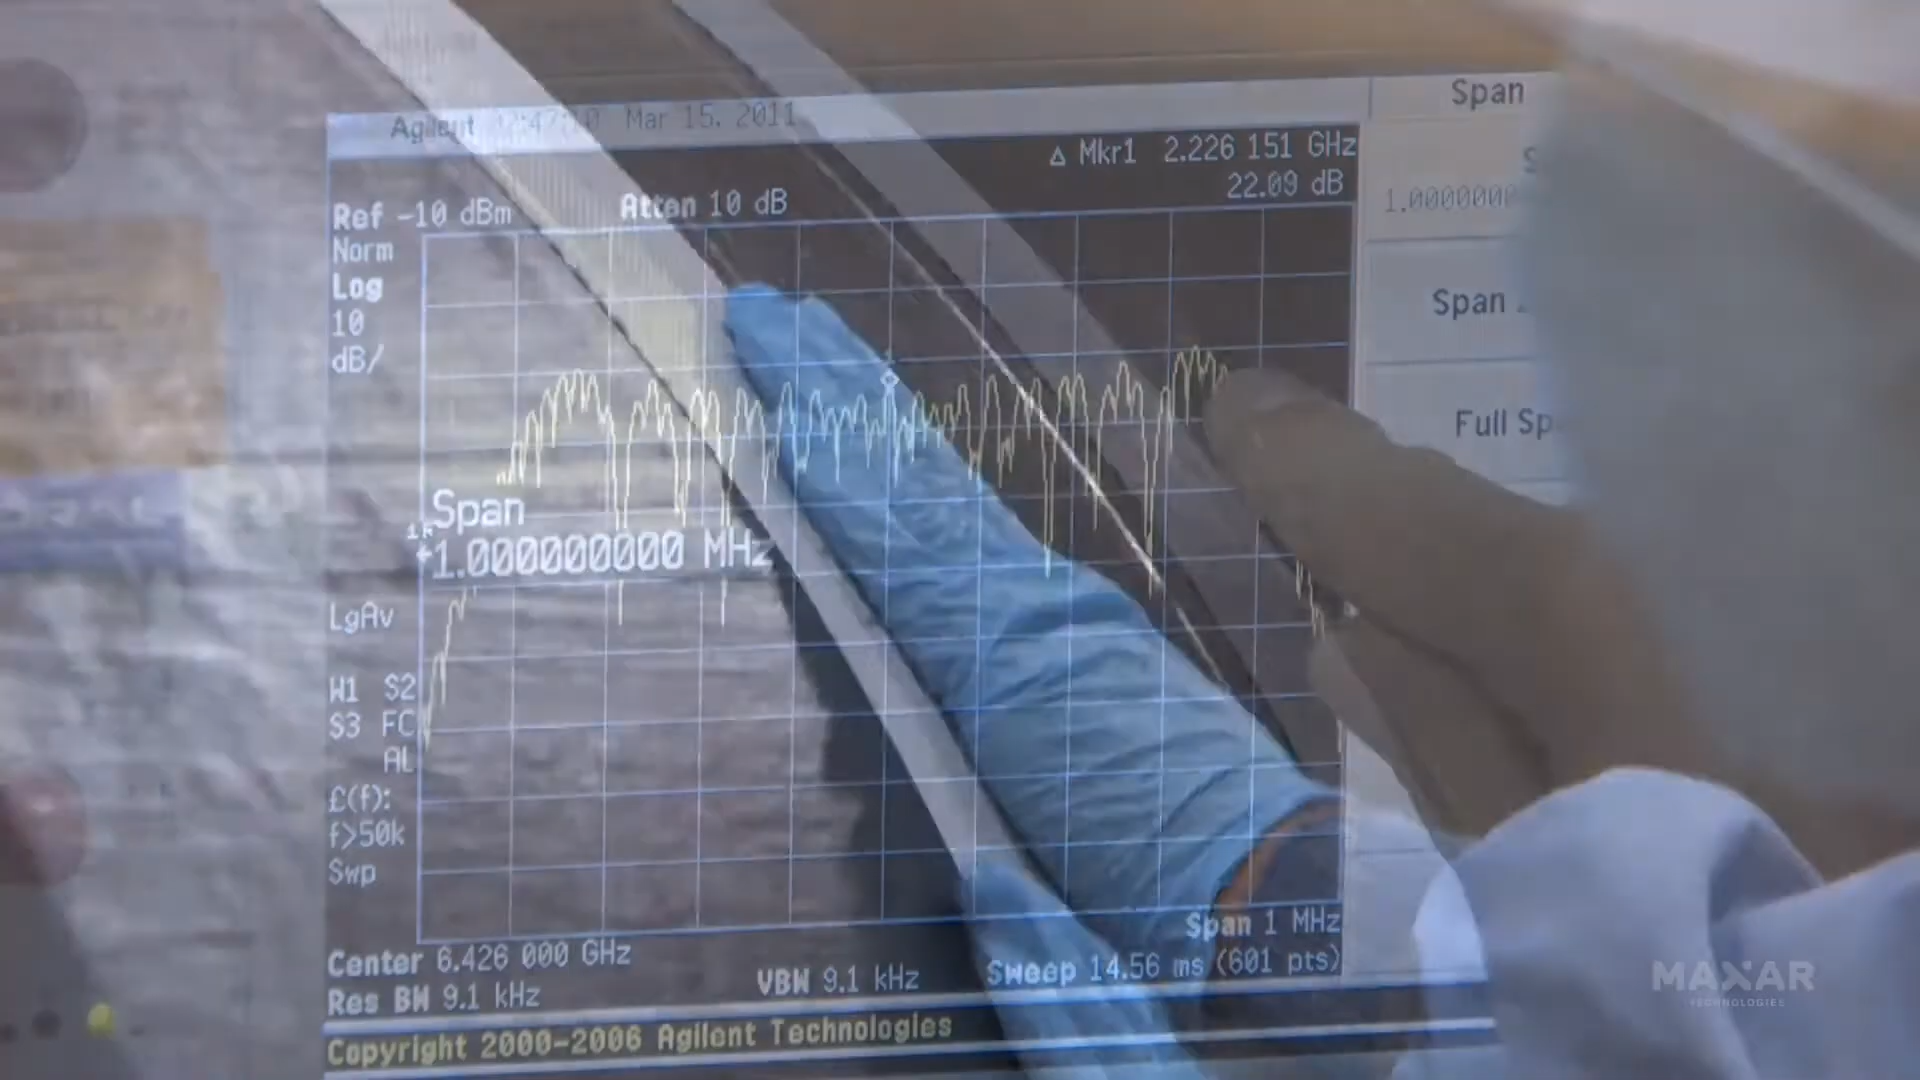 Agilent Mar 15, 2011
Span
Δ Mkr1 2.226 151 GHz
22.09 dB
Ref -10 dBm Atten 10 dB
Norm
Log
10
dB/
1.0000000
Span
Full Sp
Span
1.000000000 MHz
LgAv
W1 S2
S3 FC
AL
£(f):
f>50k
Swp
Center 6.426 000 GHz
Span 1 MHz
Res BW 9.1 kHz
VBW 9.1 kHz
Sweep 14.56 ms (601 pts)
Copyright 2000-2006 Agilent Technologies
MAXAR
TECHNOLOGIES